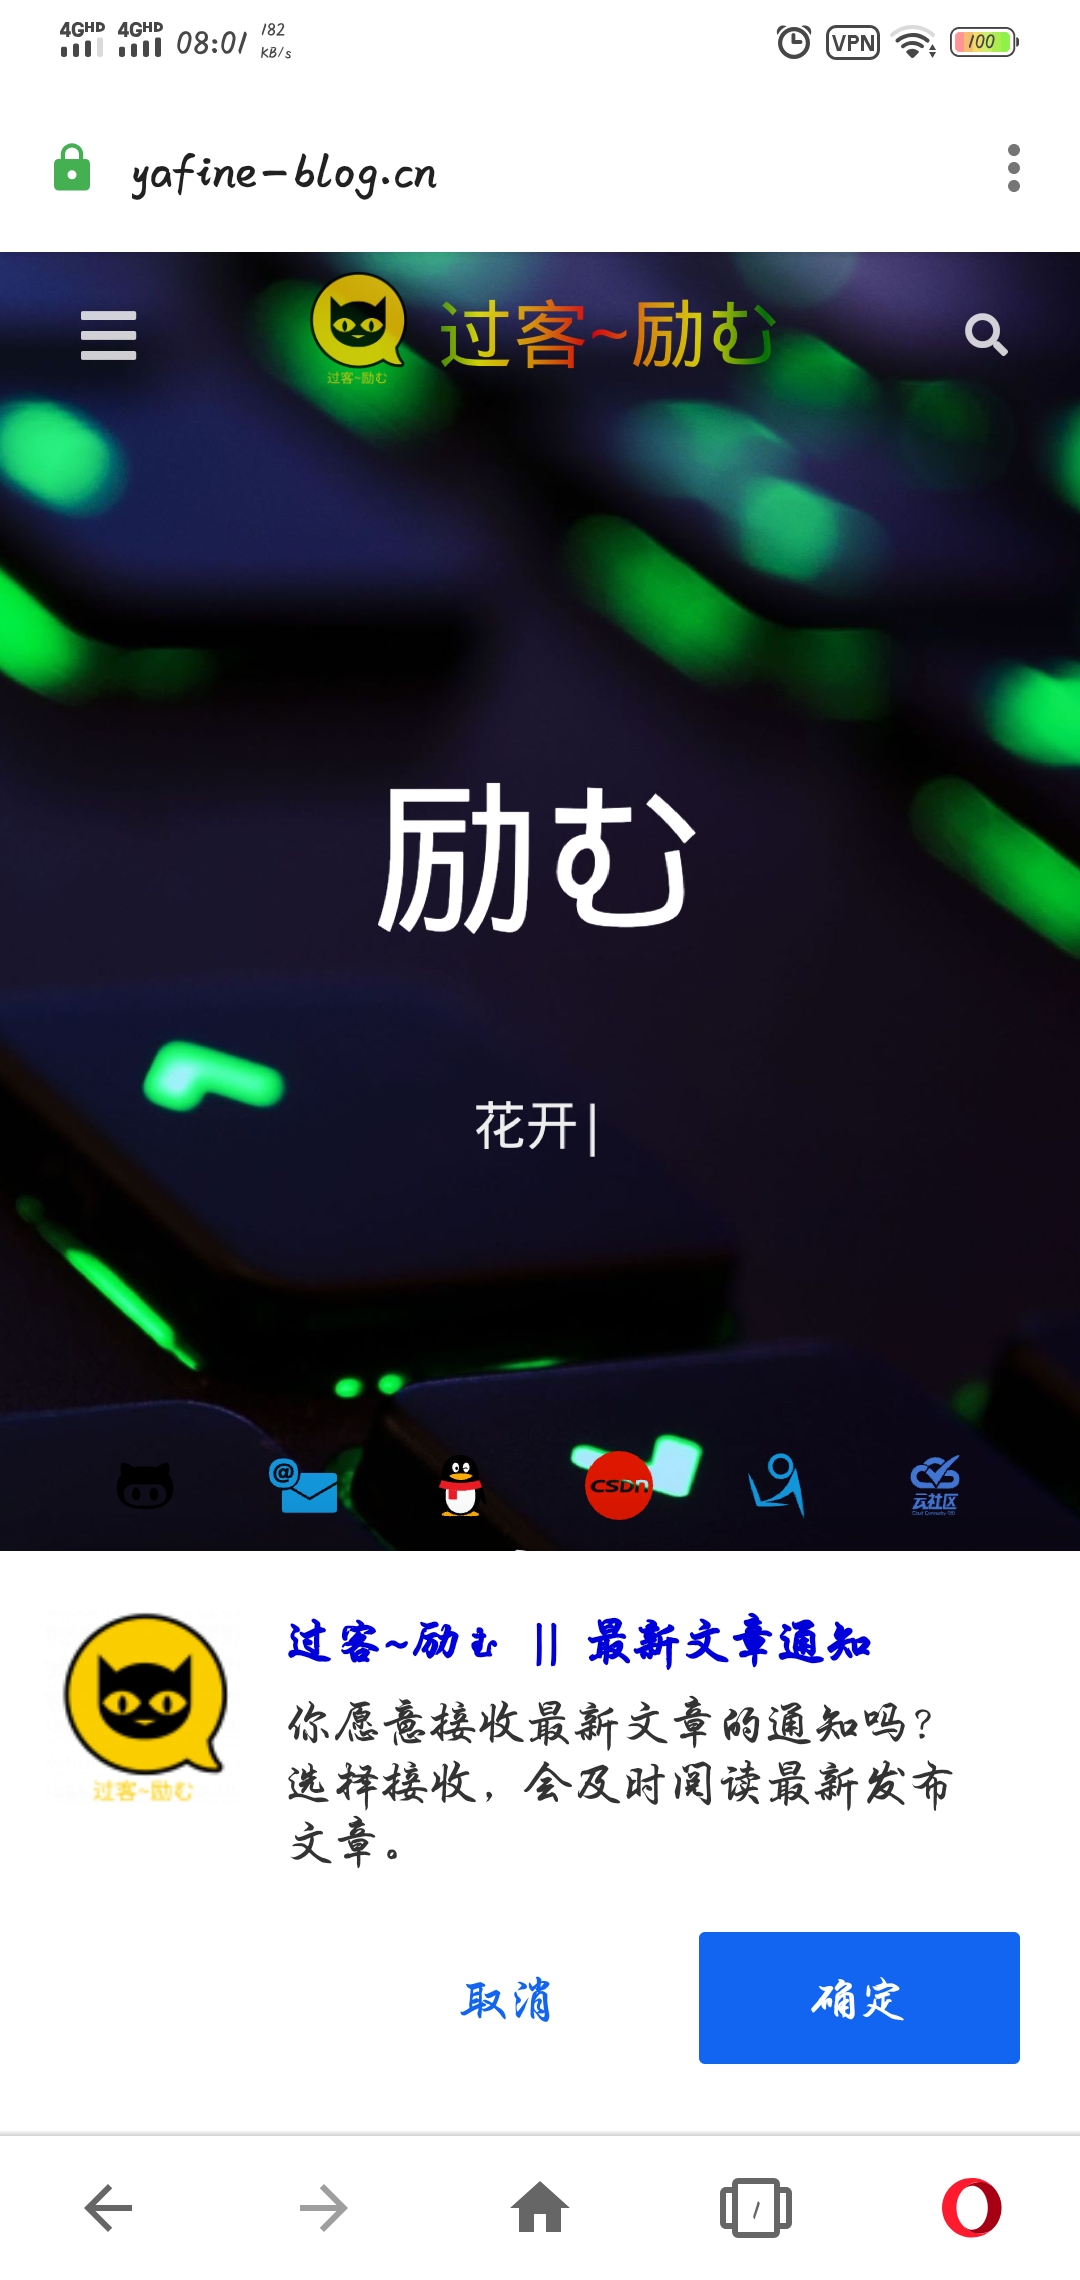 4GHD 4GHD 08:01 182 KB/s VPN 100
yafine-blog.cn
过客~励む
过客~励む
励む
花开|
@ CSDn 云社区
过客~励む || 最新文章通知
你愿意接收最新文章的通知吗？
选择接收，会及时阅读最新发布
文章。
过客~励む
取消 确定
1